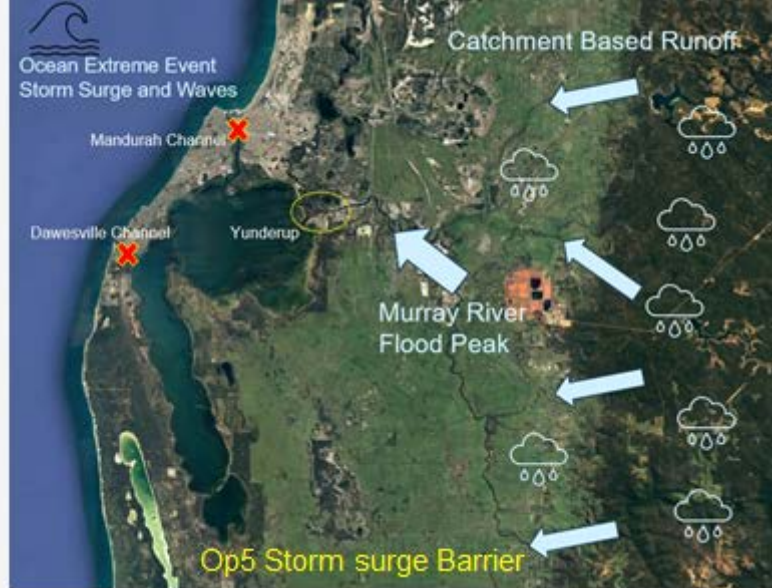 Catchment Based Runoff
Ocean Extreme Event
Storm Surge and Waves
Mandurah Channel
Dawesville Channel
Yunderup
Murray River
Flood Peak
Op5 Storm surge Barrier